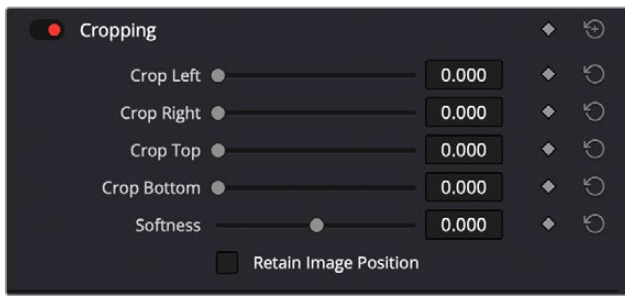 Cropping
Crop Left 0.000
Crop Right 0.000
Crop Top 0.000
Crop Bottom 0.000
Softness 0.000
Retain Image Position